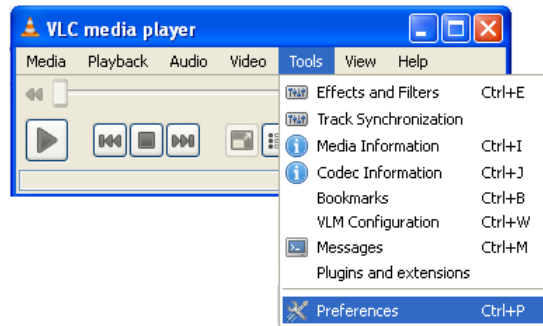 VLC media player
Media Playback Audio Video Tools View Help
Effects and Filters Ctrl+E
Track Synchronization
Media Information Ctrl+I
Codec Information Ctrl+J
Bookmarks Ctrl+B
VLM Configuration Ctrl+W
Messages Ctrl+M
Plugins and extensions
Preferences Ctrl+P